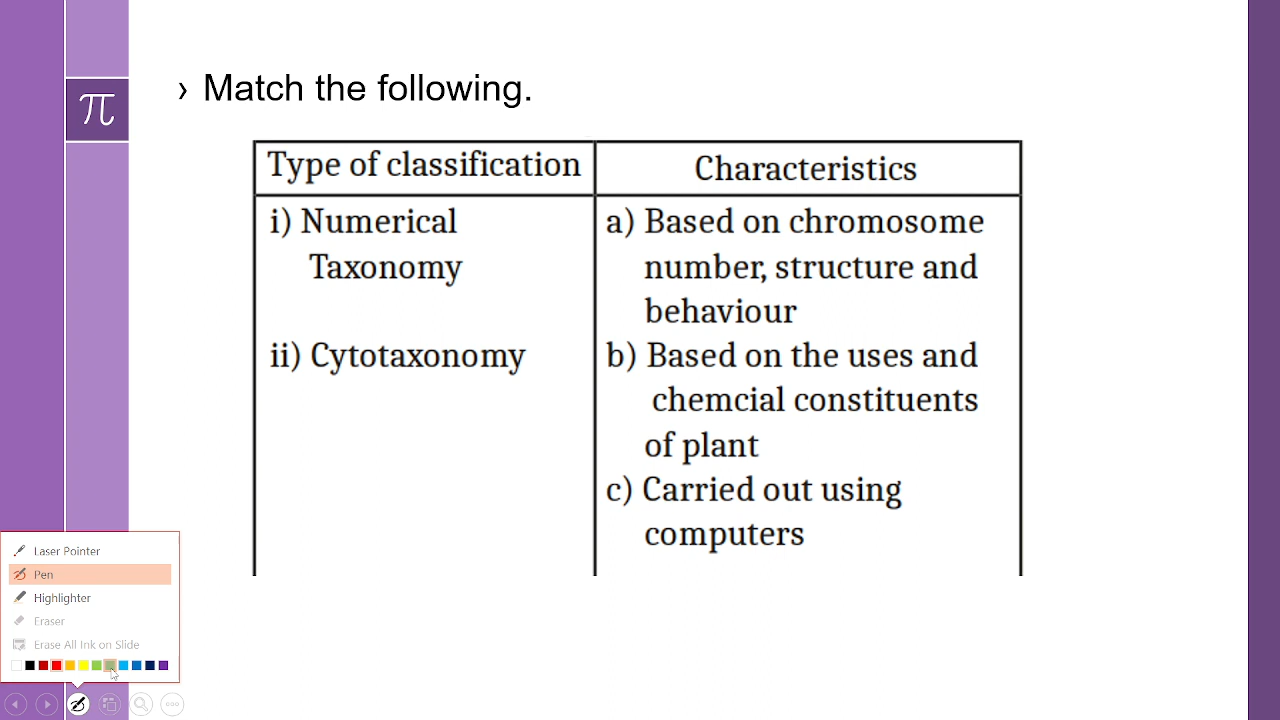 π
› Match the following.
Type of classification
Characteristics
i) Numerical
Taxonomy
ii) Cytotaxonomy
a) Based on chromosome
number, structure and
behaviour
b) Based on the uses and
chemcial constituents
of plant
c) Carried out using
computers
Laser Pointer
Pen
Highlighter
Eraser
Erase All Ink on Slide